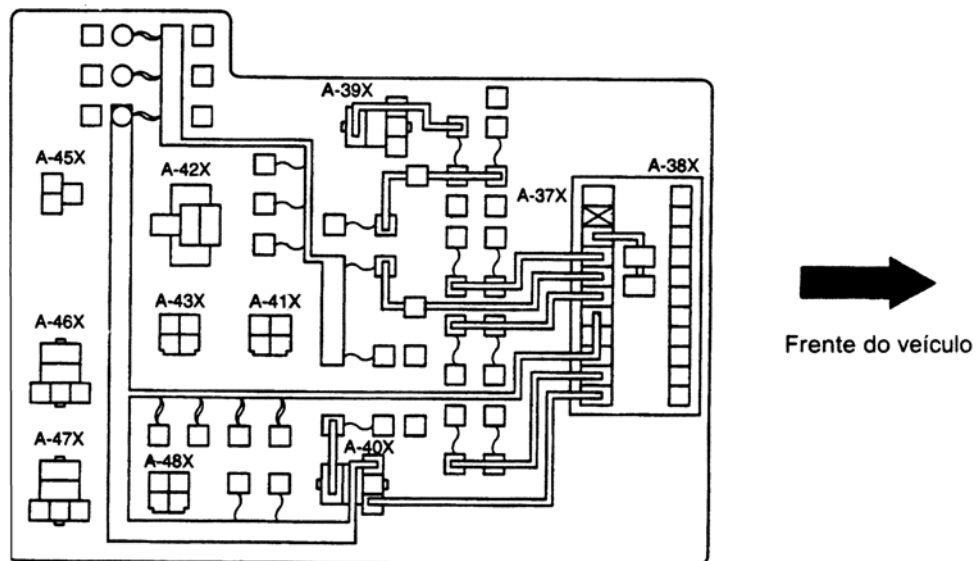 A-39X
A-45X
A-42X
A-37X
A-38X
A-43X
A-41X
A-46X
Frente do veículo
A-47X
A-48X
A-40X